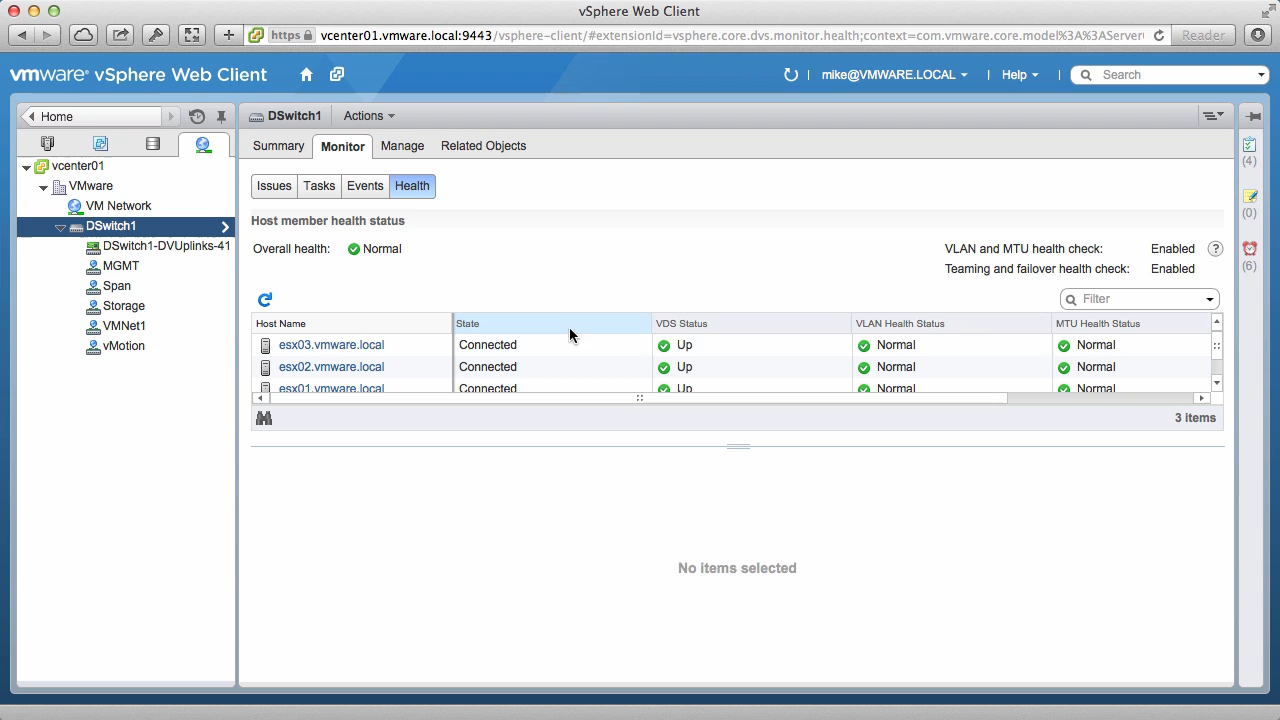 vSphere Web Client
https vcenter01.vmware.local:9443/vsphere-client/#extensionId=vsphere.core.dvs.monitor.health;context=com.vmware.core.model%3A%3AServer Reader
vmware® vSphere Web Client
mike@VMWARE.LOCAL
Help
Search
Home
DSwitch1
Actions
Summary Monitor Manage Related Objects
(4)
(0)
(6)
vcenter01
VMware
VM Network
DSwitch1
DSwitch1-DVUplinks-41
MGMT
Span
Storage
VMNet1
vMotion
Issues Tasks Events Health
Host member health status
Overall health: Normal
VLAN and MTU health check: Enabled ?
Teaming and failover health check: Enabled
Filter
Host Name State VDS Status VLAN Health Status MTU Health Status
esx03.vmware.local Connected Up Normal Normal
esx02.vmware.local Connected Up Normal Normal
esx01.vmware.local Connected Up Normal Normal
3 items
No items selected